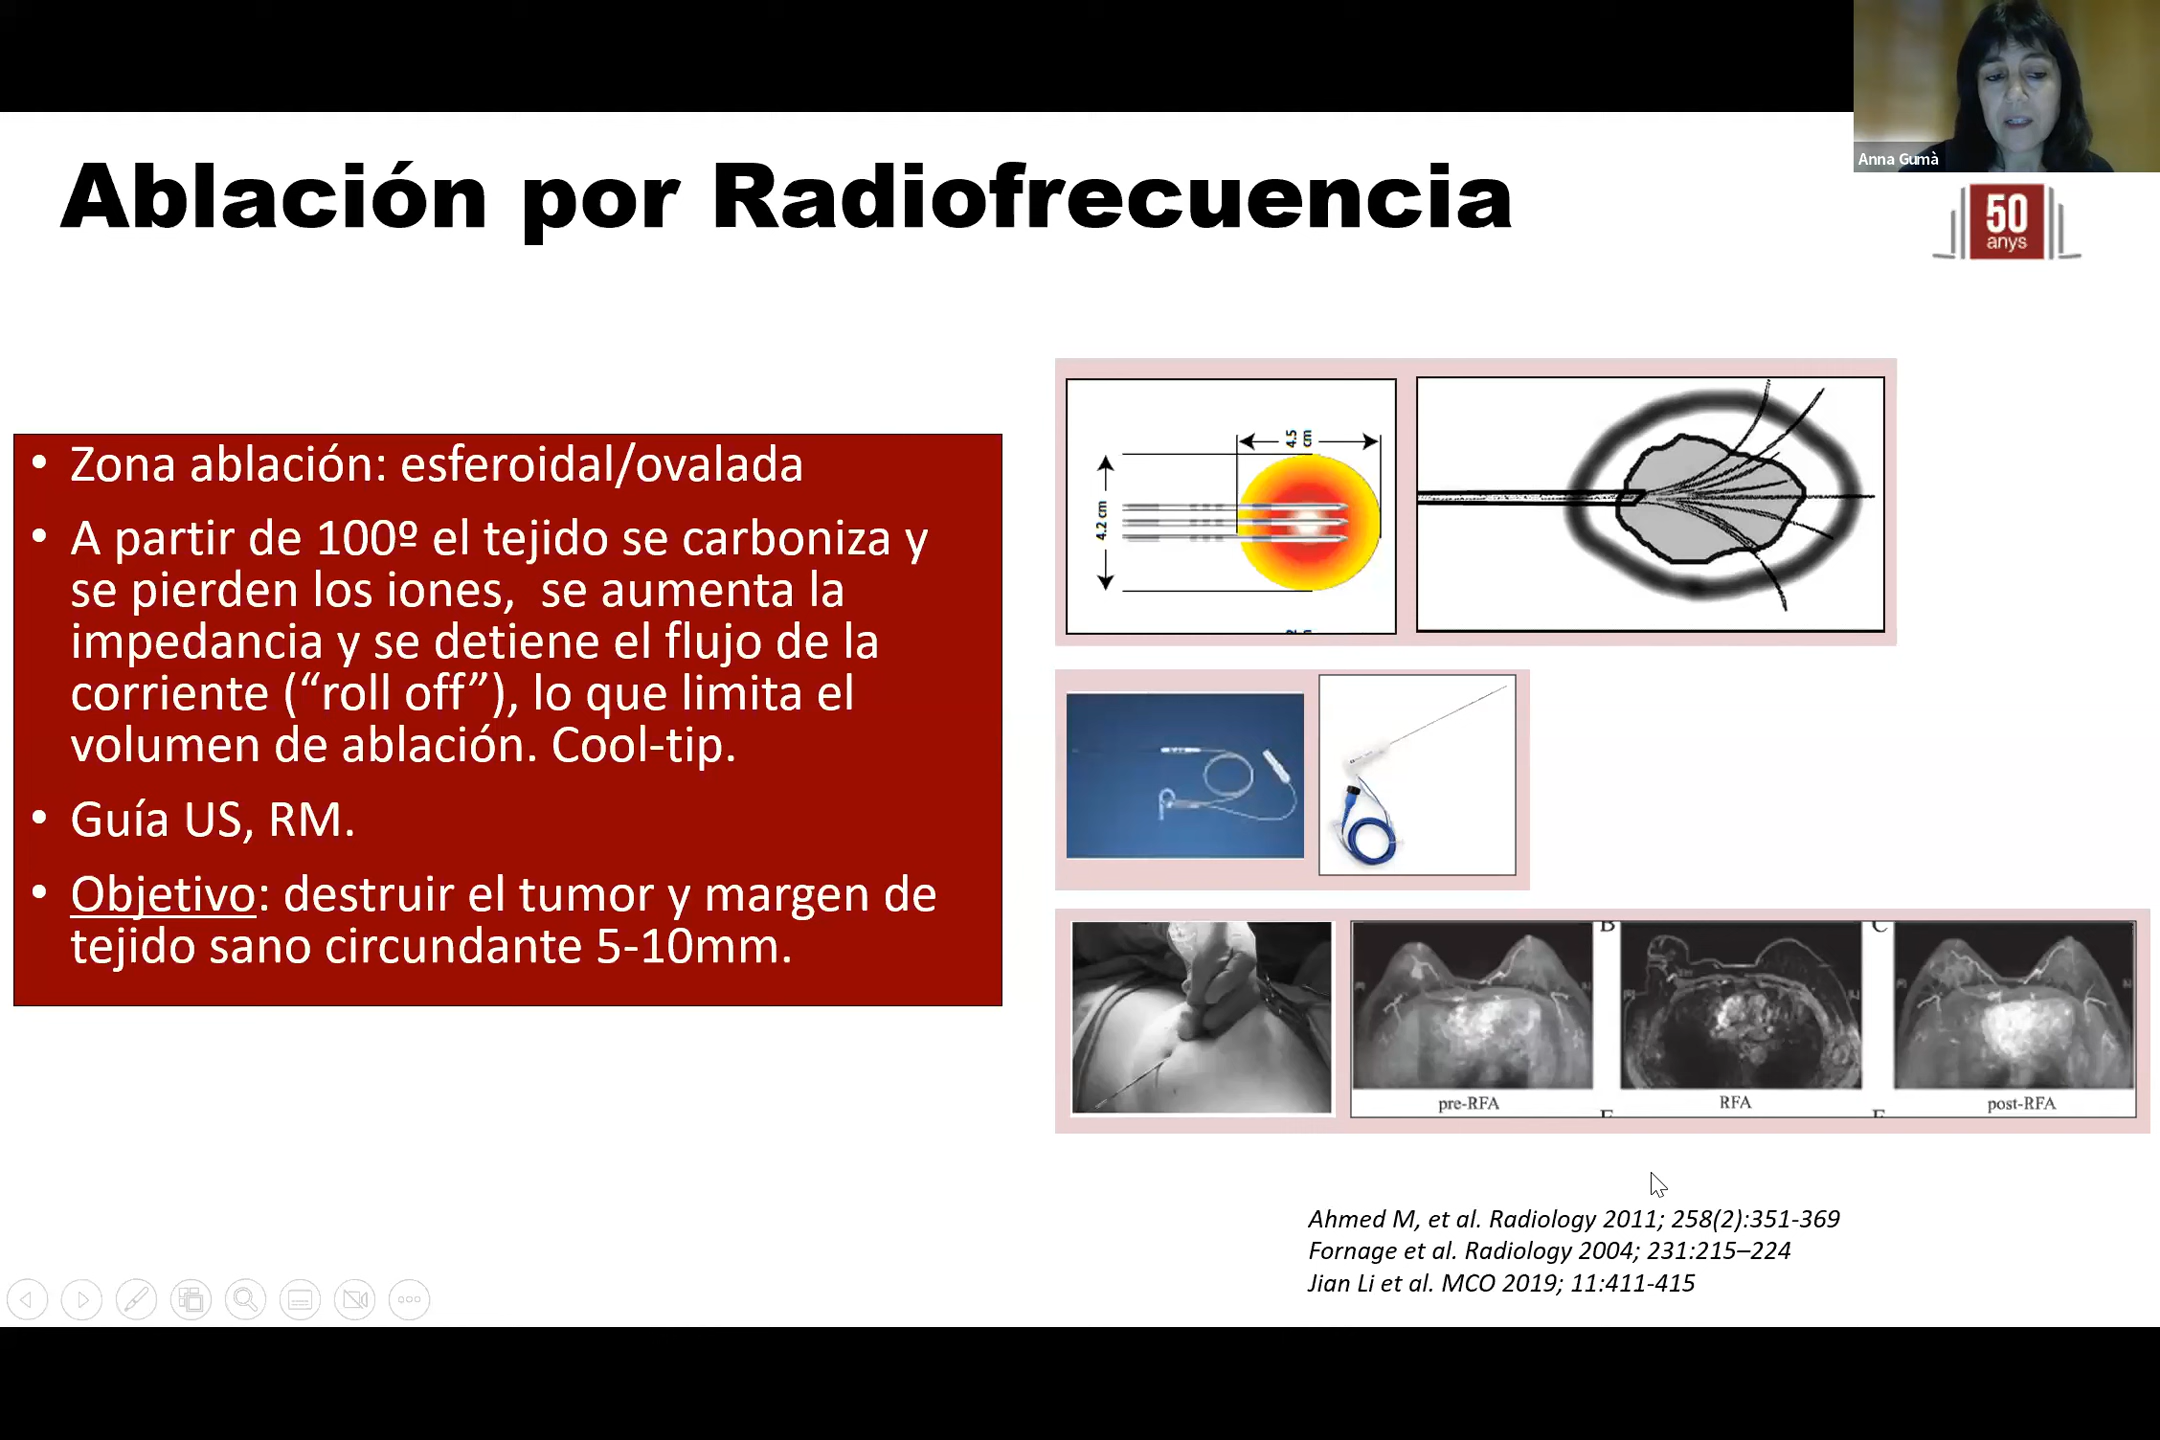 Anna Gumà
Ablación por Radiofrecuencia
50
anys
• Zona ablación: esferoidal/ovalada
• A partir de 100º el tejido se carboniza y
se pierden los iones, se aumenta la
impedancia y se detiene el flujo de la
corriente (“roll off”), lo que limita el
volumen de ablación. Cool-tip.
• Guía US, RM.
• Objetivo: destruir el tumor y margen de
tejido sano circundante 5-10mm.
4.5 cm
4.2 cm
B
C
pre-RFA
RFA
post-RFA
Ahmed M, et al. Radiology 2011; 258(2):351-369
Fornage et al. Radiology 2004; 231:215–224
Jian Li et al. MCO 2019; 11:411-415